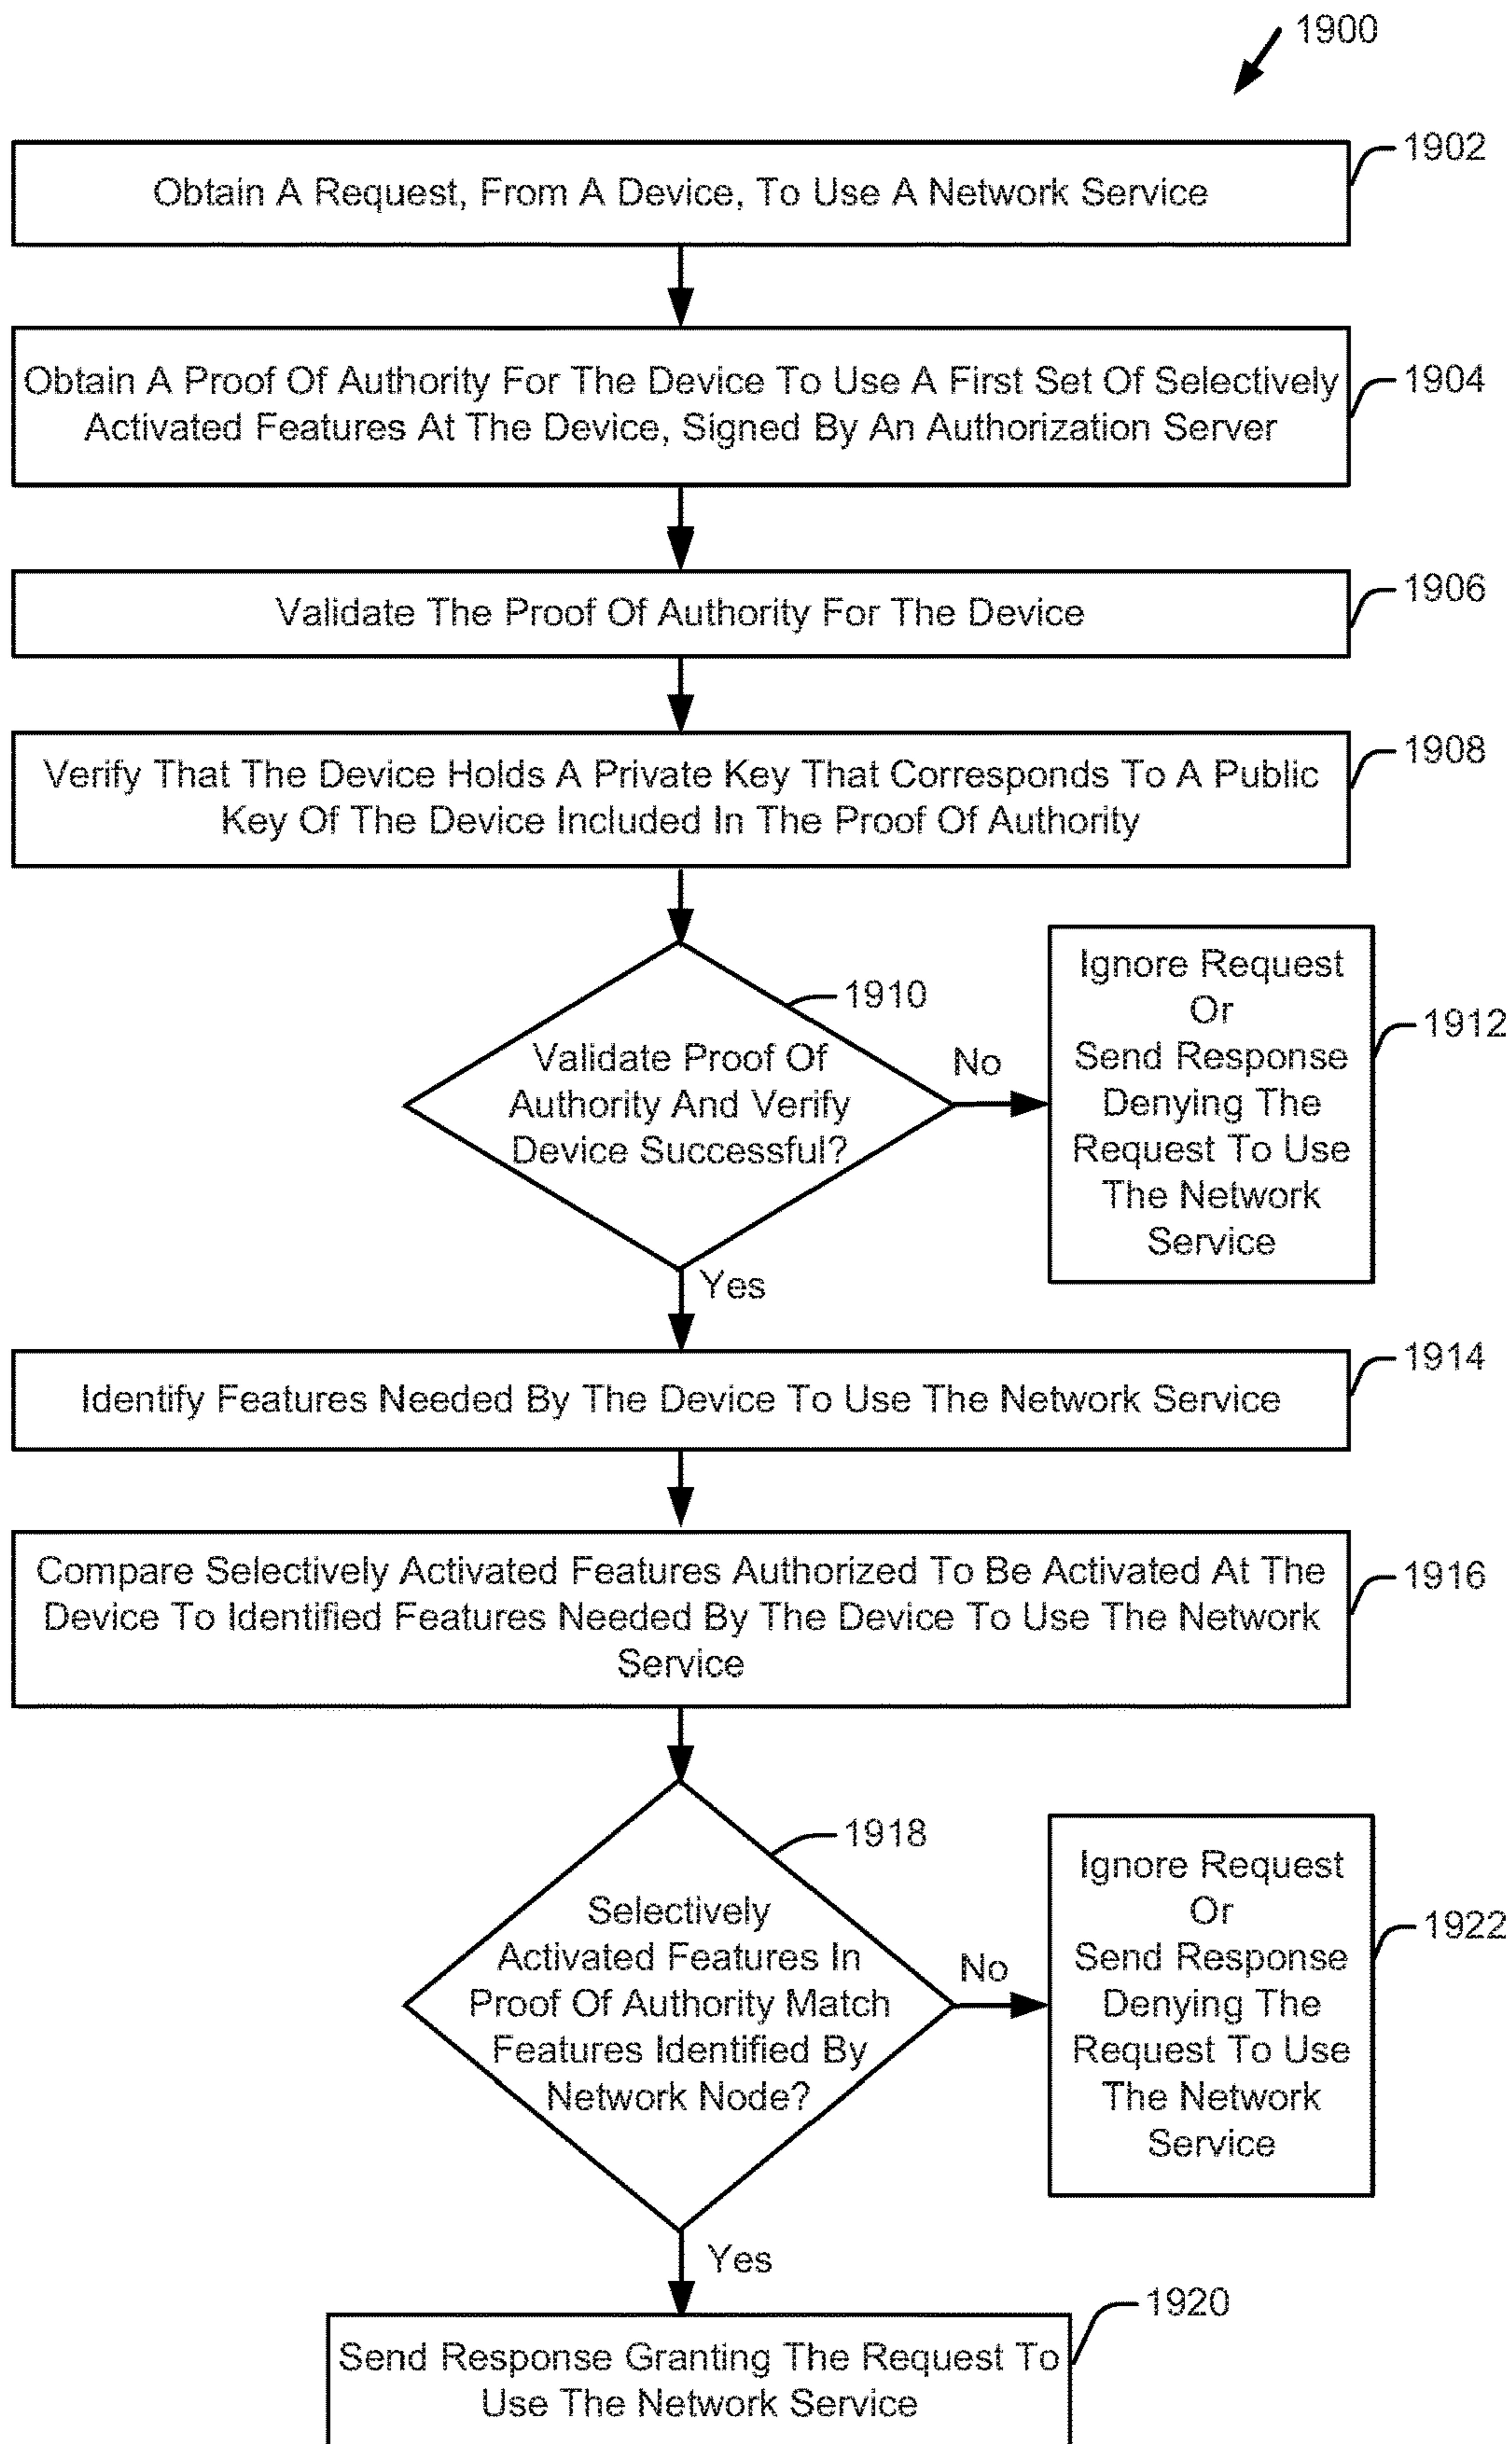 1900
1902
Obtain A Request, From A Device, To Use A Network Service
1904
Obtain A Proof Of Authority For The Device To Use A First Set Of Selectively
Activated Features At The Device, Signed By An Authorization Server
1906
Validate The Proof Of Authority For The Device
1908
Verify That The Device Holds A Private Key That Corresponds To A Public
Key Of The Device Included In The Proof Of Authority
1910
Validate Proof Of
Authority And Verify
Device Successful?
No
Ignore Request
Or
Send Response
Denying The
Request To Use
The Network
Service
1912
Yes
1914
Identify Features Needed By The Device To Use The Network Service
1916
Compare Selectively Activated Features Authorized To Be Activated At The
Device To Identified Features Needed By The Device To Use The Network
Service
1918
Selectively
Activated Features In
Proof Of Authority Match
Features Identified By
Network Node?
No
Ignore Request
Or
Send Response
Denying The
Request To Use
The Network
Service
1922
Yes
1920
Send Response Granting The Request To
Use The Network Service